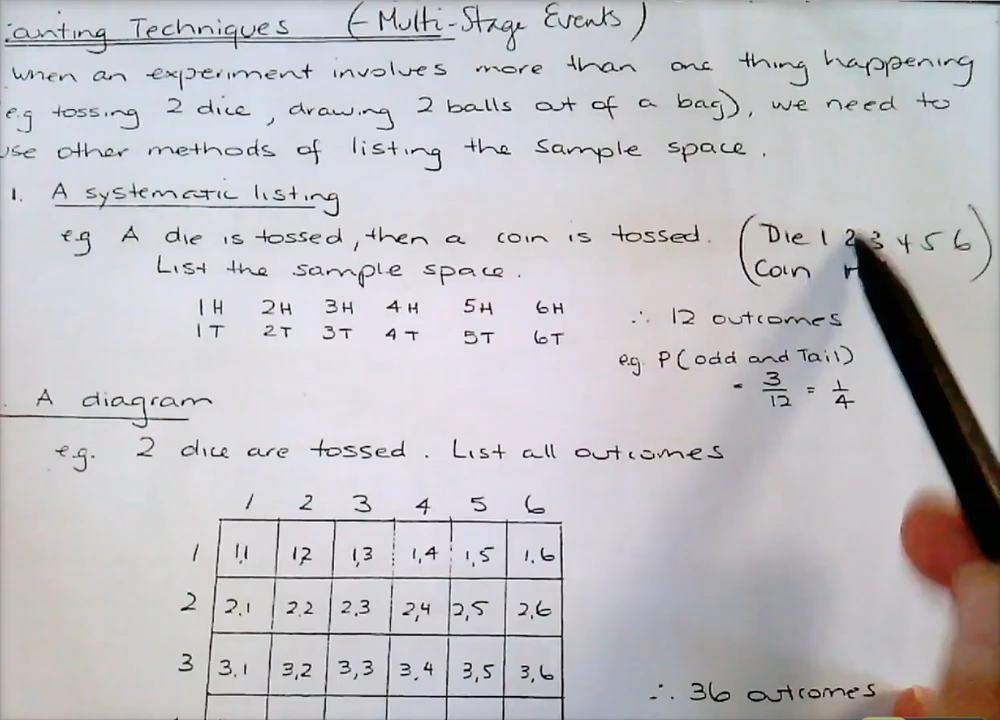 Techniques (- Multi-Stage Events)
when an experiment involves more than one thing happening
e.g tossing 2 dice, drawing 2 balls out of a bag), we need to
other methods of listing the sample space.
1. A systematic listing
eg A die is tossed, then a coin is tossed. (Die 1 2 3 4 5 6
List the sample space. Coin )
1H 2H 3H 4H 5H 6H
1T 2T 3T 4T 5T 6T
∴ 12 outcomes
e.g. P(odd and Tail)
= 3/12 = 1/4
. A diagram
e.g. 2 dice are tossed. List all outcomes
1 2 3 4 5 6
1 1,1 1,2 1,3 1,4 1,5 1,6
2 2,1 2,2 2,3 2,4 2,5 2,6
3 3,1 3,2 3,3 3,4 3,5 3,6
∴ 36 outcomes